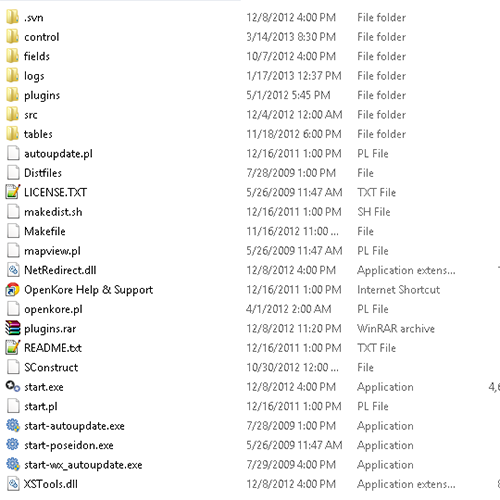 .svn 12/8/2012 4:00 PM File folder
control 3/14/2013 8:30 PM File folder
fields 10/7/2012 4:00 PM File folder
logs 1/17/2013 12:37 PM File folder
plugins 5/1/2012 5:45 PM File folder
src 12/4/2012 12:00 AM File folder
tables 11/18/2012 6:00 PM File folder
autoupdate.pl 12/16/2011 1:00 PM PL File
Distfiles 7/28/2009 1:00 PM File
LICENSE.TXT 5/26/2009 11:47 AM TXT File
makedist.sh 12/16/2011 1:00 PM SH File
Makefile 11/16/2012 11:00 ... File
mapview.pl 5/26/2009 11:47 AM PL File
NetRedirect.dll 12/8/2012 4:00 PM Application extens... 1
OpenKore Help & Support 12/16/2011 1:00 PM Internet Shortcut
openkore.pl 4/1/2012 2:00 AM PL File
plugins.rar 12/8/2012 11:20 PM WinRAR archive
README.txt 12/16/2011 1:00 PM TXT File
SConstruct 10/30/2012 12:00 ... File
start.exe 12/8/2012 4:00 PM Application 4,6
start.pl 12/16/2011 1:00 PM PL File
start-autoupdate.exe 7/28/2009 1:00 PM Application
start-poseidon.exe 5/26/2009 11:47 AM Application
start-wx_autoupdate.exe 7/29/2009 4:00 PM Application
XSTools.dll 12/8/2012 4:00 PM Application extens...